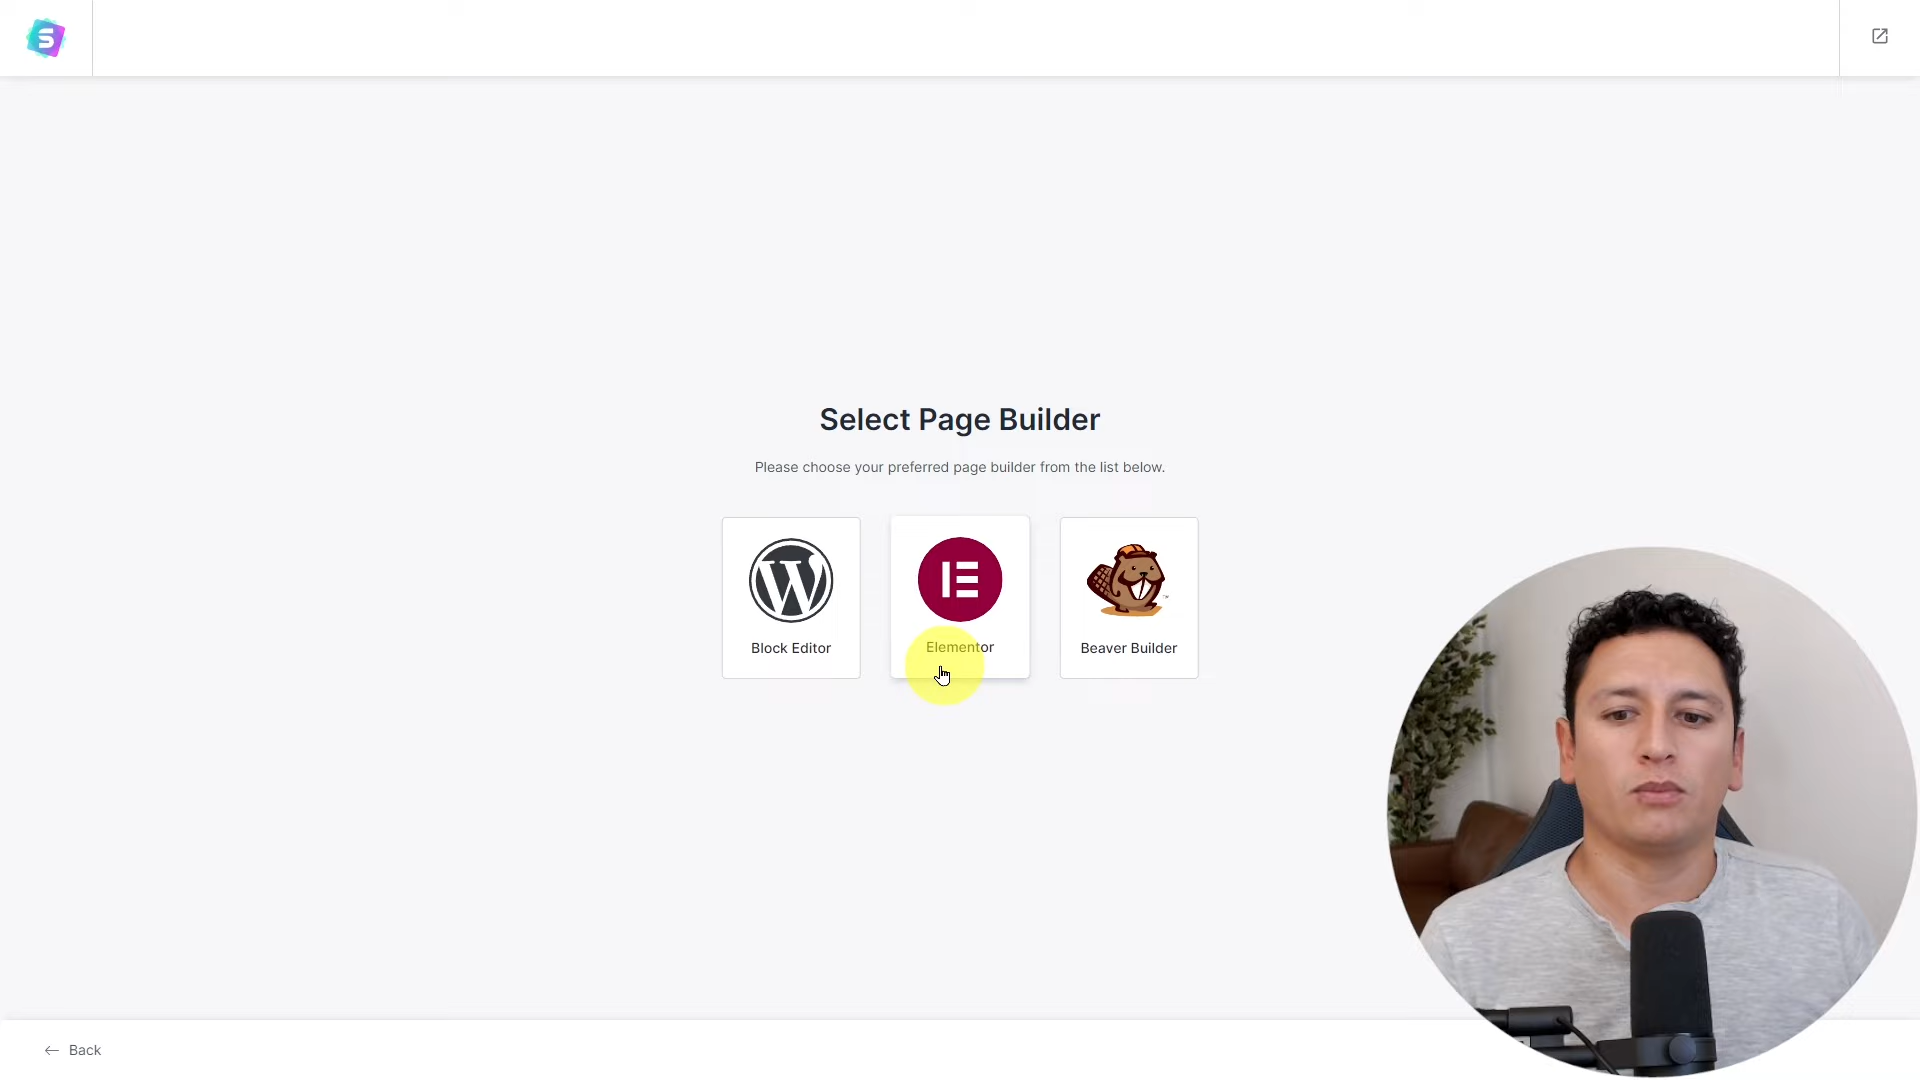 Select Page Builder
Please choose your preferred page builder from the list below.
Block Editor
Elementor
Beaver Builder
Back